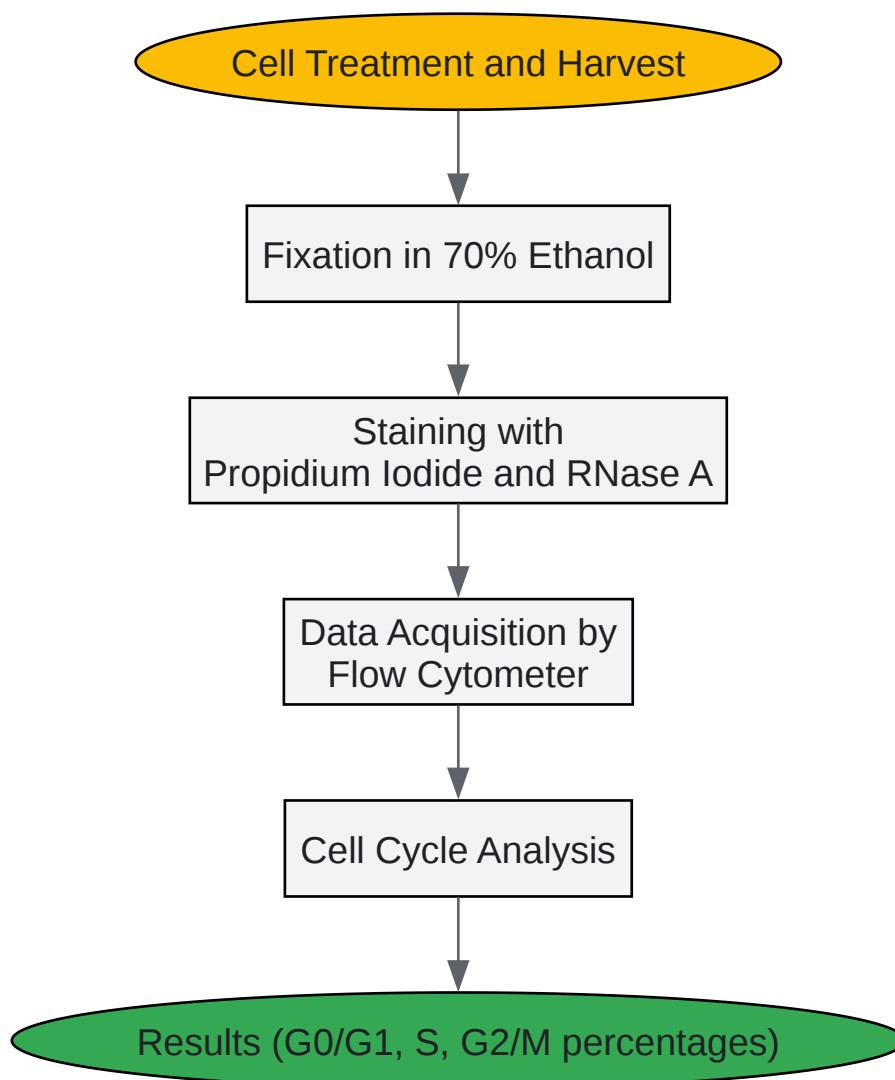 Cell Treatment and Harvest
Fixation in 70% Ethanol
Staining with
Propidium Iodide and RNase A
Data Acquisition by
Flow Cytometer
Cell Cycle Analysis
Results (G0/G1, S, G2/M percentages)